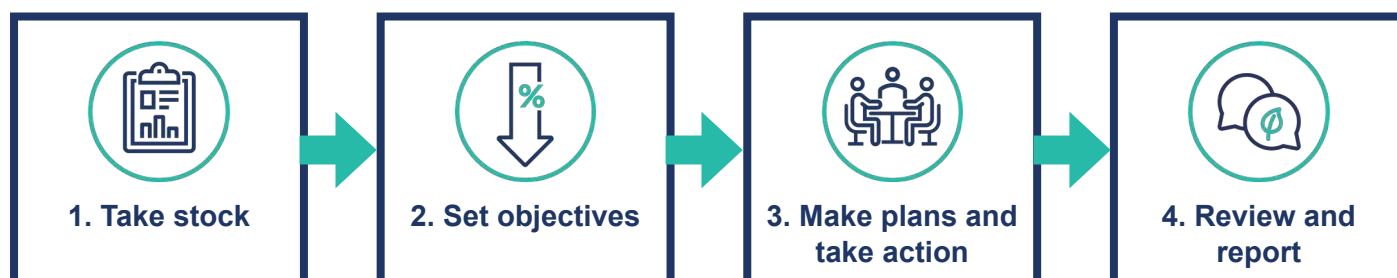 %
1. Take stock
2. Set objectives
3. Make plans and
take action
4. Review and
report